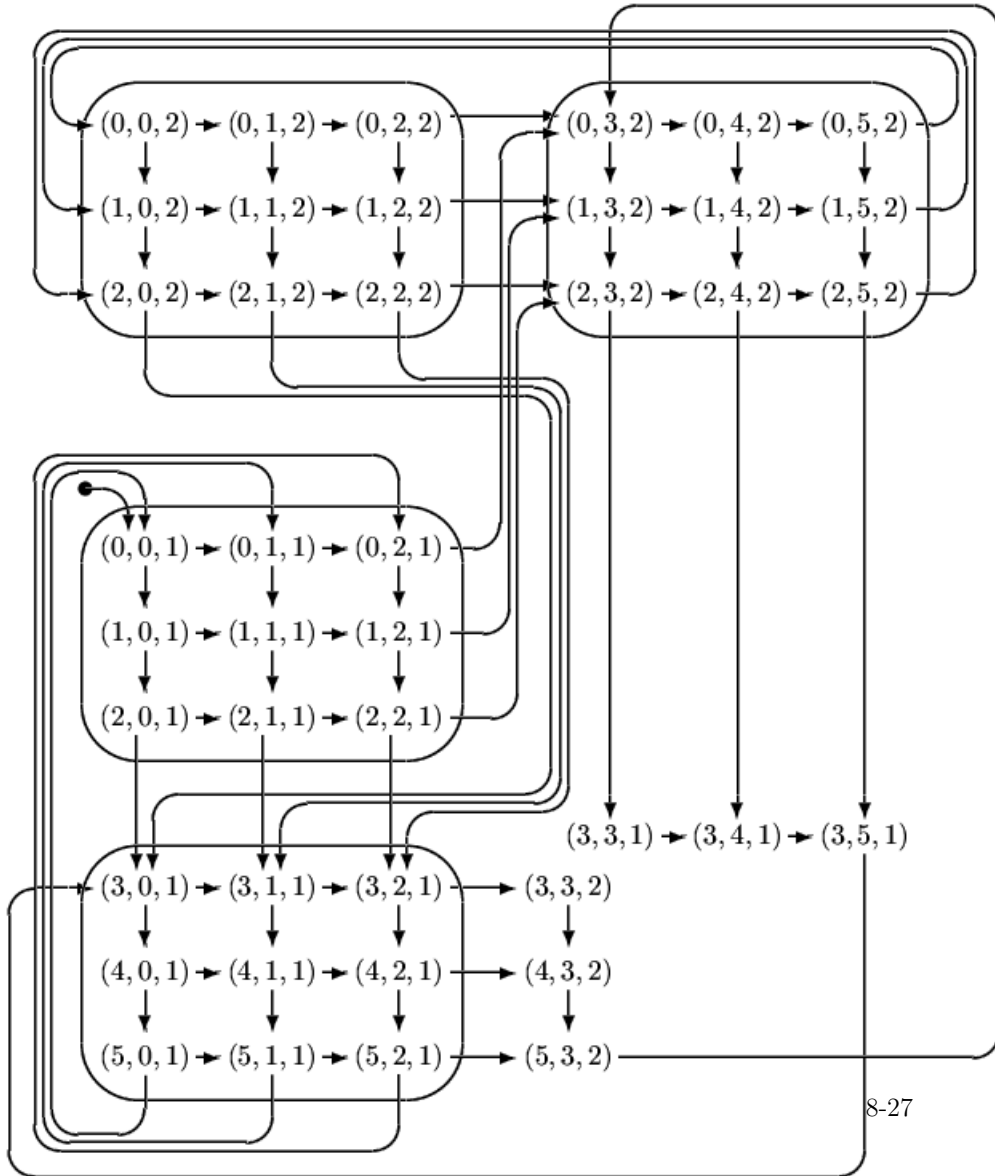 (0, 0, 2) (0, 1, 2) (0, 2, 2) (0, 3, 2) (0, 4, 2) (0, 5, 2)
(1, 0, 2) (1, 1, 2) (1, 2, 2) (1, 3, 2) (1, 4, 2) (1, 5, 2)
(2, 0, 2) (2, 1, 2) (2, 2, 2) (2, 3, 2) (2, 4, 2) (2, 5, 2)
(0, 0, 1) (0, 1, 1) (0, 2, 1)
(1, 0, 1) (1, 1, 1) (1, 2, 1)
(2, 0, 1) (2, 1, 1) (2, 2, 1)
(3, 3, 1) (3, 4, 1) (3, 5, 1)
(3, 0, 1) (3, 1, 1) (3, 2, 1) (3, 3, 2)
(4, 0, 1) (4, 1, 1) (4, 2, 1) (4, 3, 2)
(5, 0, 1) (5, 1, 1) (5, 2, 1) (5, 3, 2)
8-27